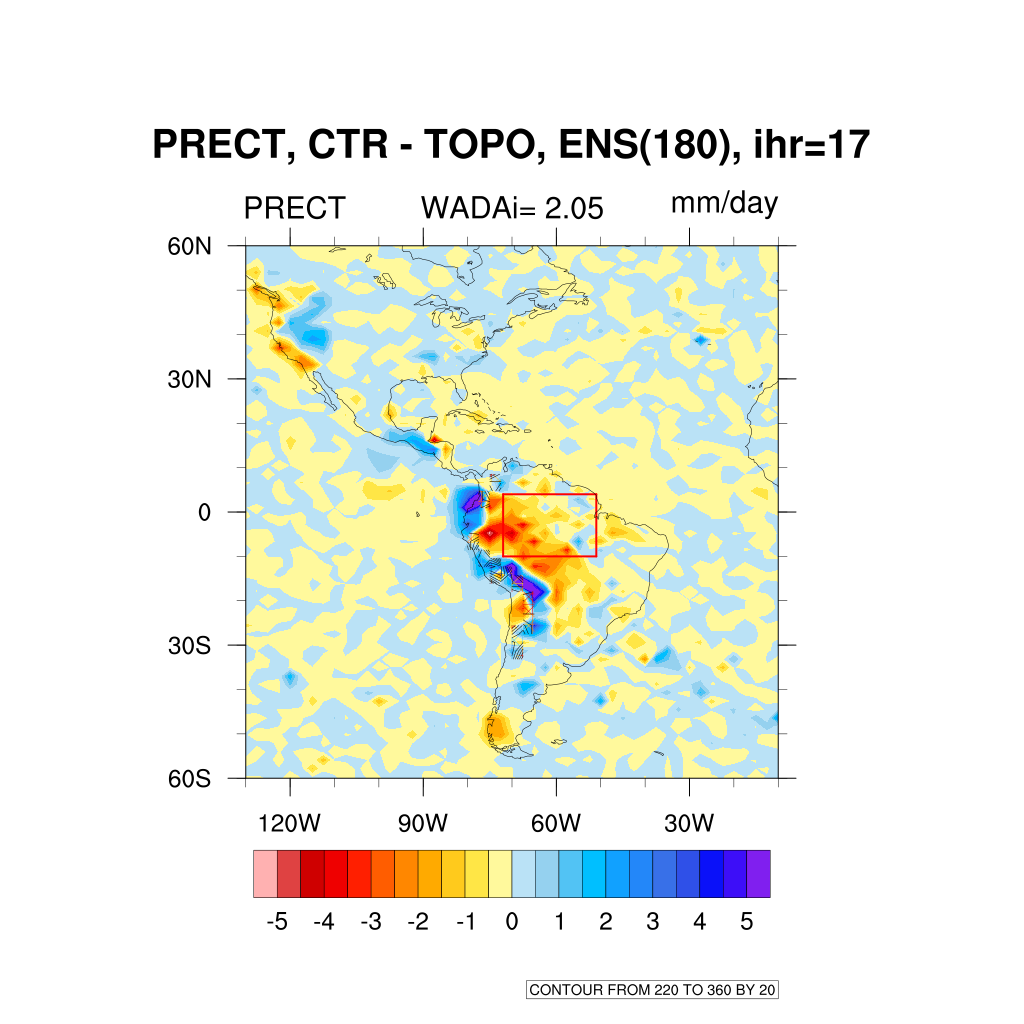 PRECT, CTR - TOPO, ENS(180), ihr=17
PRECT WADAi= 2.05 mm/day
60N
30N
0
30S
60S
120W 90W 60W 30W
-5 -4 -3 -2 -1 0 1 2 3 4 5
CONTOUR FROM 220 TO 360 BY 20